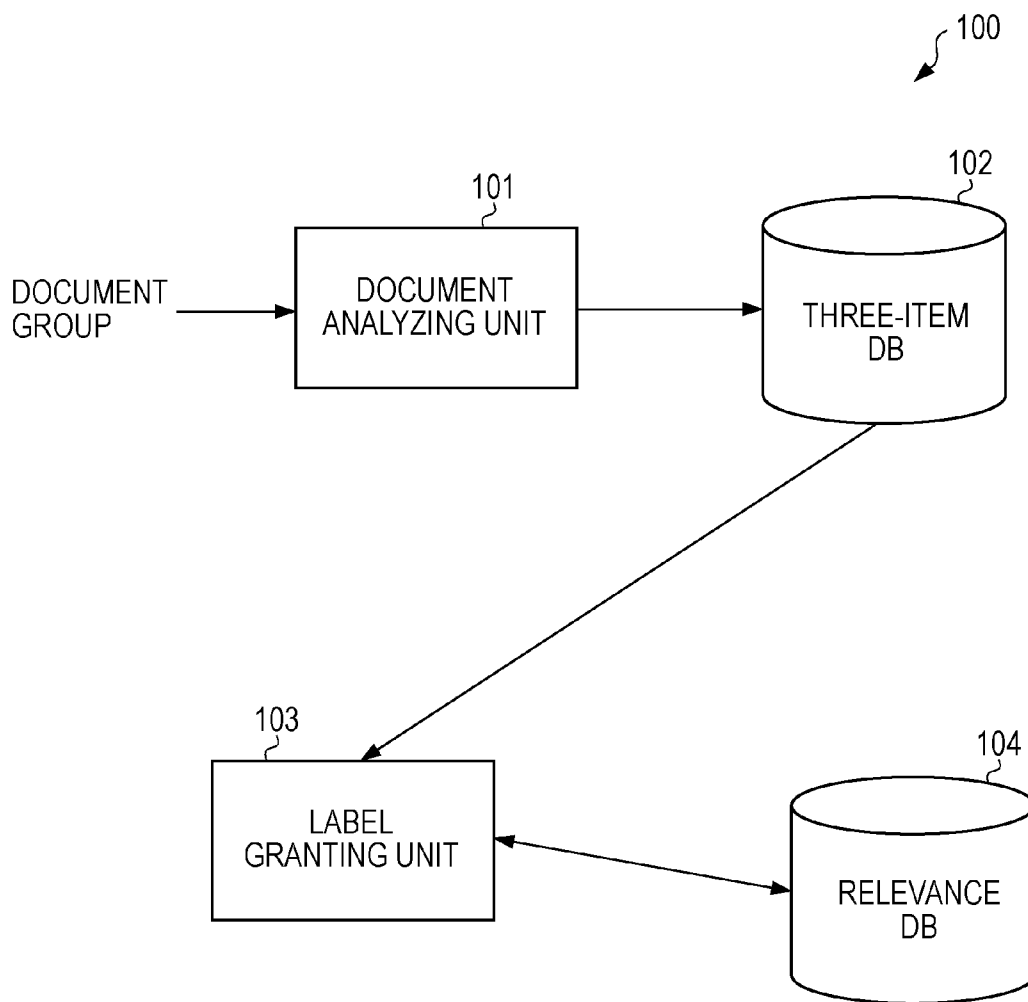 100
102
101
DOCUMENT
GROUP
DOCUMENT
ANALYZING UNIT
THREE-ITEM
DB
103
104
LABEL
GRANTING UNIT
RELEVANCE
DB